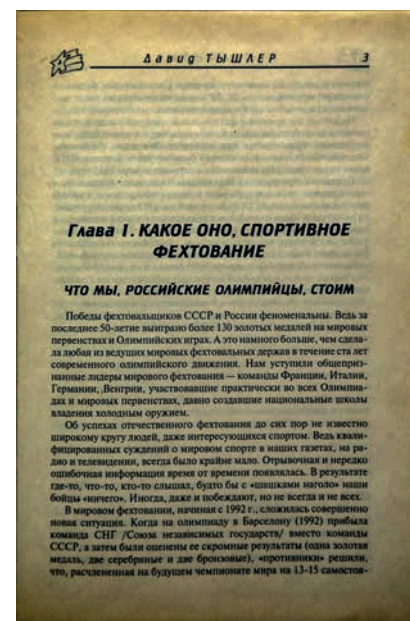 Давид ТЫШЛЕР 3
Глава 1. КАКОЕ ОНО, СПОРТИВНОЕ
ФЕХТОВАНИЕ
ЧТО МЫ, РОССИЙСКИЕ ОЛИМПИЙЦЫ, СТОИМ
Победы фехтовальщиков СССР и России феноменальны. Ведь за
последнее 50-летие выиграно более 130 золотых медалей на мировых
первенствах и Олимпийских играх. А это намного больше, чем сдела-
ла любая из ведущих мировых фехтовальных держав в течение ста лет
современного олимпийского движения. Нам уступили общеприз-
нанные лидеры мирового фехтования — команды Франции, Италии,
Германии, Венгрии, участвовавшие практически во всех Олимпиа-
дах и мировых первенствах, давно создавшие национальные школы
владения холодным оружием.
Об успехах отечественного фехтования до сих пор не известно
широкому кругу людей, даже интересующихся спортом. Ведь квали-
фицированных суждений о мировом спорте в наших газетах, на ра-
дио и телевидении, всегда было крайне мало. Отрывочная и нередко
ошибочная информация время от времени появлялась. В результате
где-то, что-то, кто-то слышал, будто бы с «шашками наголо» наши
бойцы «ничего». Иногда, даже и побеждают, но не всегда и не всех.
В мировом фехтовании, начиная с 1992 г., сложилась совершенно
новая ситуация. Когда на олимпиаду в Барселону (1992) прибыла
команда СНГ /Союза независимых государств/ вместо команды
СССР, а затем были оценены ее скромные результаты (одна золотая
медаль, две серебряные и две бронзовые), «противники» решили,
что, расчлененная на будущем чемпионате мира на 13-15 самостоя-